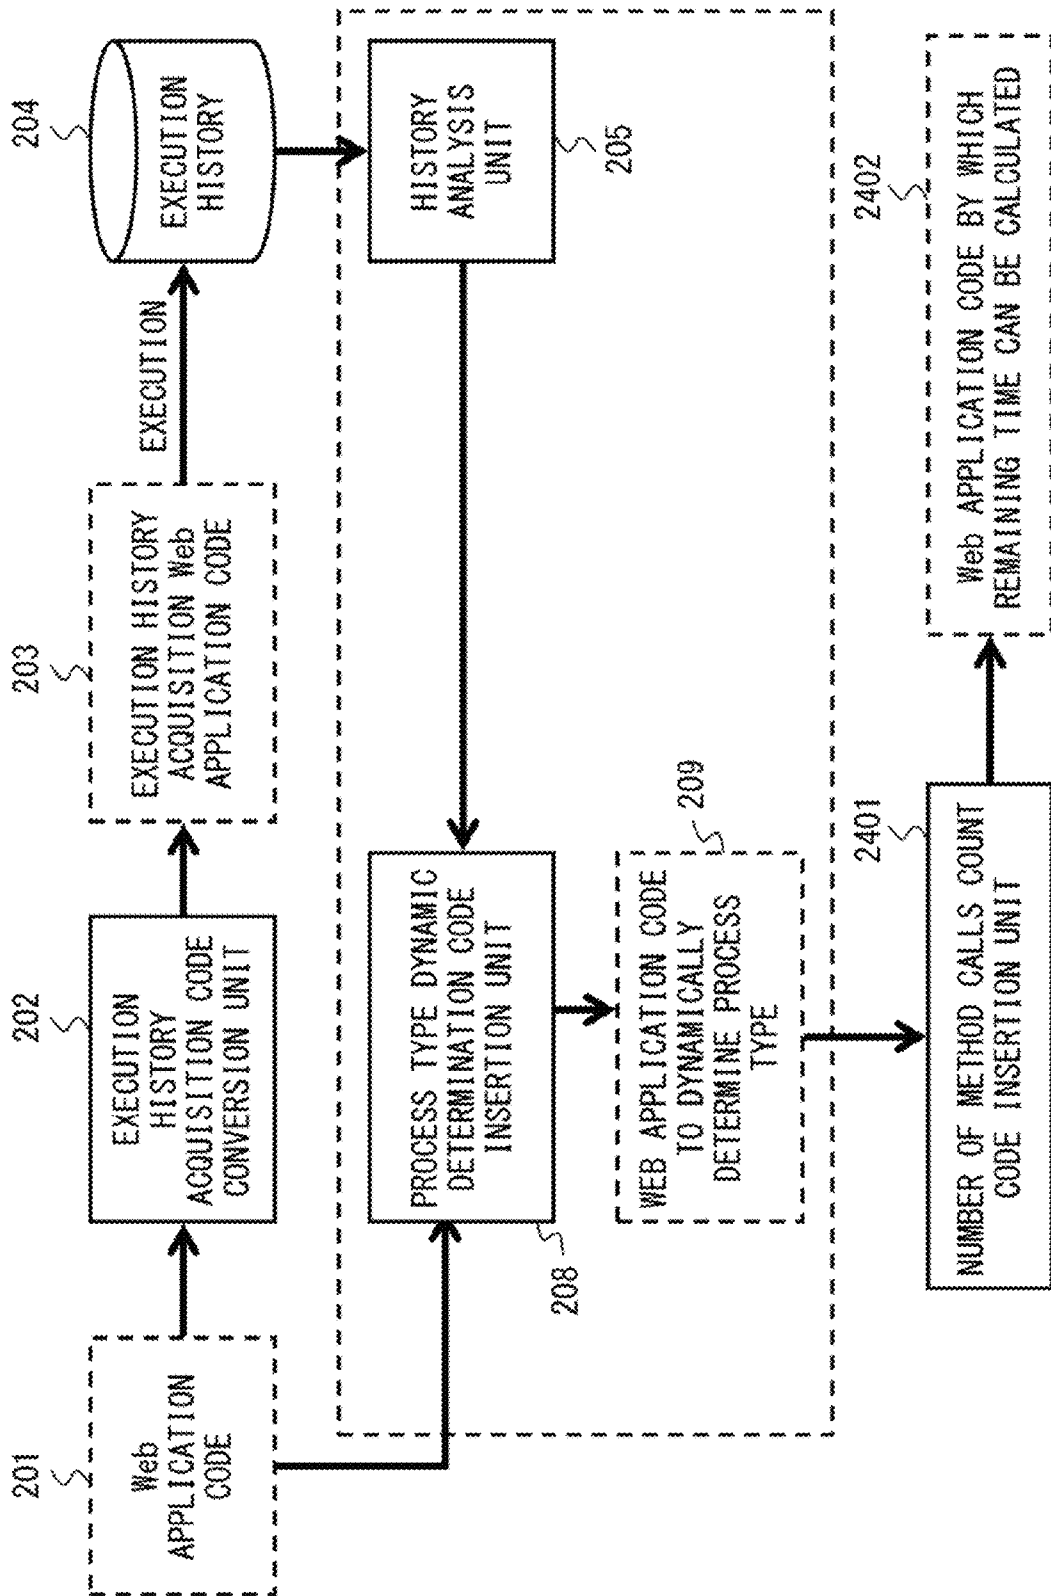 201
Web
APPLICATION
CODE
202
EXECUTION
HISTORY
ACQUISITION CODE
CONVERSION UNIT
203
EXECUTION HISTORY
ACQUISITION Web
APPLICATION CODE
EXECUTION
204
EXECUTION
HISTORY
HISTORY
ANALYSIS
UNIT
205
PROCESS TYPE DYNAMIC
DETERMINATION CODE
INSERTION UNIT
208
209
WEB APPLICATION CODE
TO DYNAMICALLY
DETERMINE PROCESS
TYPE
2401
NUMBER OF METHOD CALLS COUNT
CODE INSERTION UNIT
2402
Web APPLICATION CODE BY WHICH
REMAINING TIME CAN BE CALCULATED